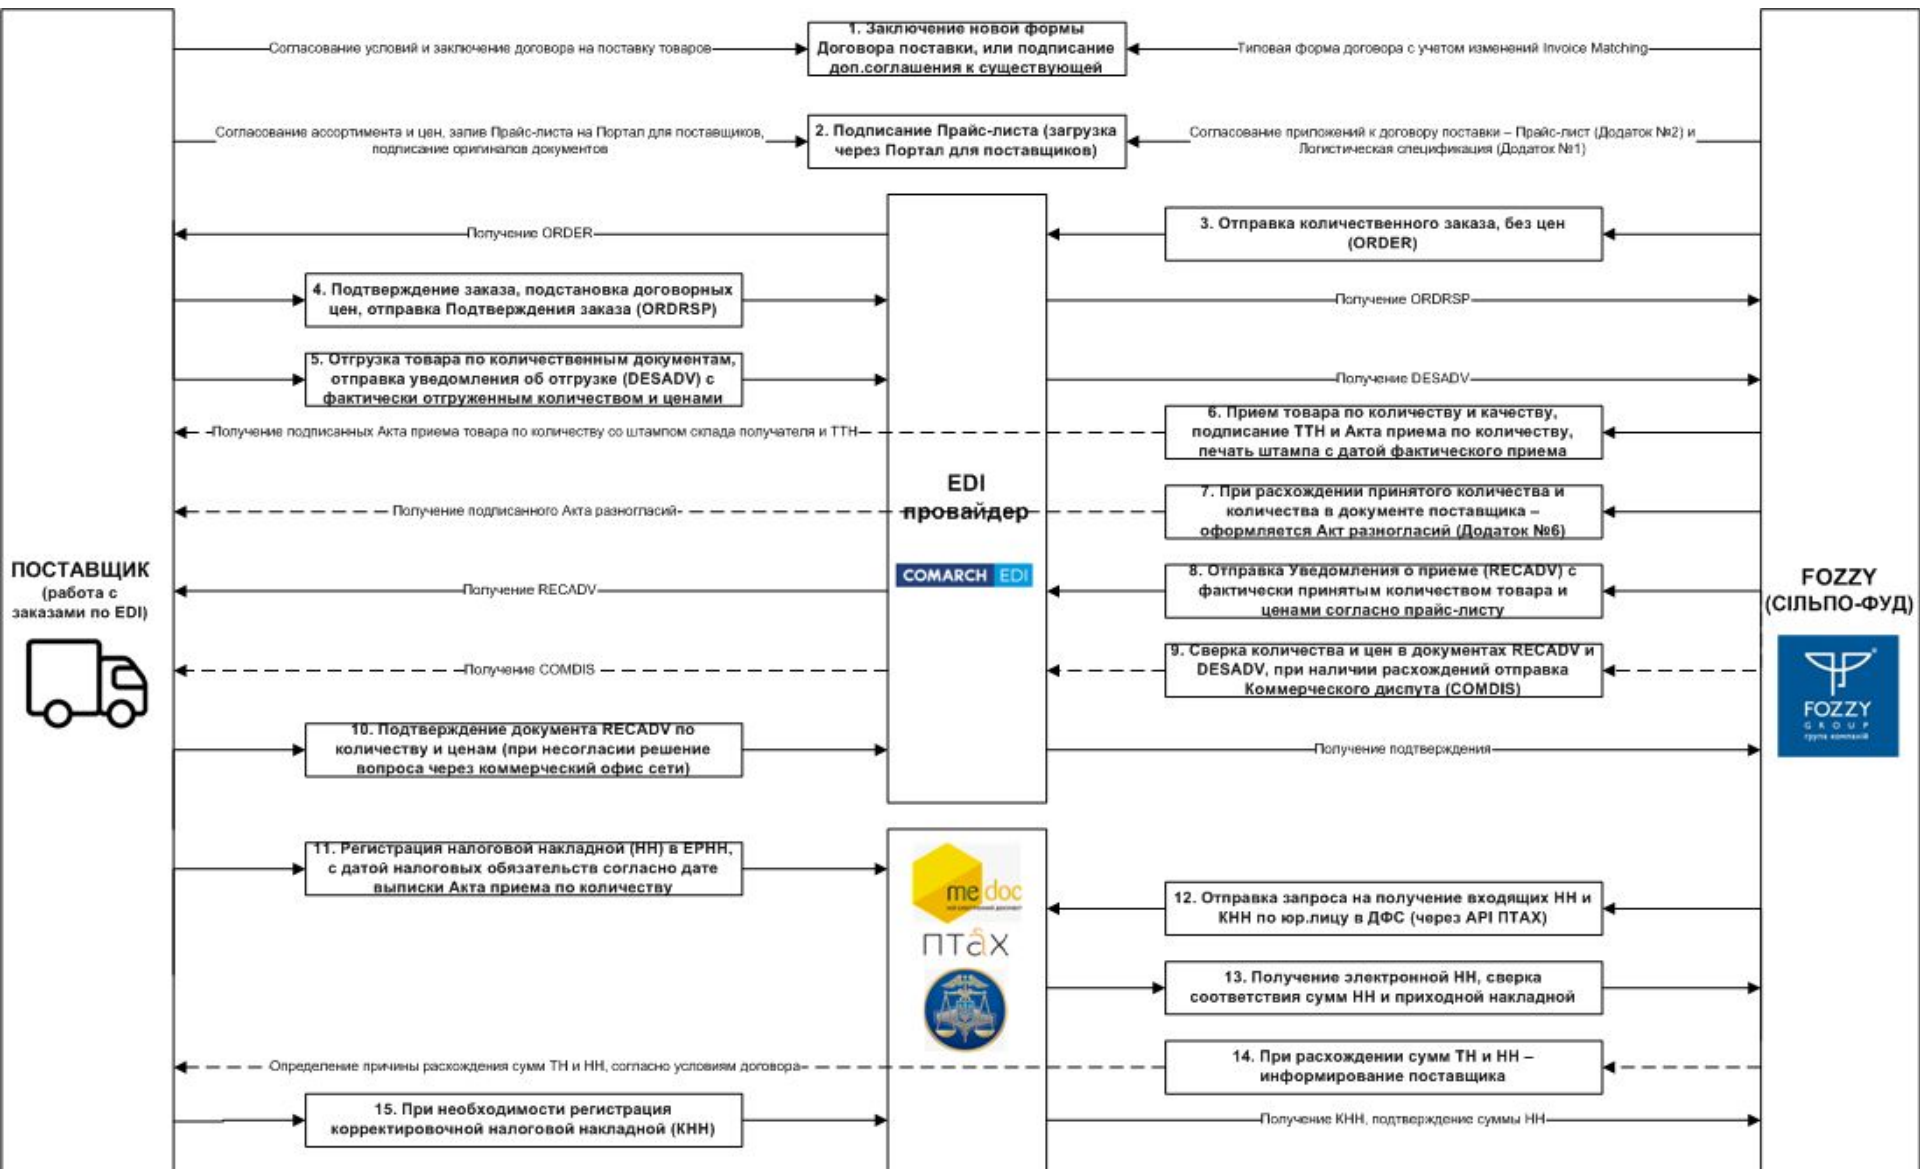 1. Заключение новой формы
Договора поставки, или подписание
доп.соглашения к существующей
Согласование условий и заключение договора на поставку товаров
Типовая форма договора с учетом изменений Invoice Matching
Согласование ассортимента и цен, залив Прайс-листа на Портал для поставщиков,
подписание оригиналов документов
2. Подписание Прайс-листа (загрузка
через Портал для поставщиков)
Согласование приложений к договору поставки – Прайс-лист (Додаток №2) и
Логистическая спецификация (Додаток №1)
Получение ORDER
3. Отправка количественного заказа, без цен
(ORDER)
4. Подтверждение заказа, подстановка договорных
цен, отправка Подтверждения заказа (ORDRSP)
Получение ORDRSP
5. Отгрузка товара по количественным документам,
отправка уведомления об отгрузке (DESADV) с
фактически отгруженным количеством и ценами
Получение DESADV
Получение подписанных Акта приема товара по количеству со штампом склада получателя и ТТН
6. Прием товара по количеству и качеству,
подписание ТТН и Акта приема по количеству,
печать штампа с датой фактического приема
EDI
провайдер
COMARCH EDI
Получение подписанного Акта разногласий
7. При расхождении принятого количества и
количества в документе поставщика –
оформляется Акт разногласий (Додаток №6)
ПОСТАВЩИК
(работа с
заказами по EDI)
Получение RECADV
8. Отправка Уведомления о приеме (RECADV) с
фактически принятым количеством товара и
ценами согласно прайс-листу
FOZZY
(СІЛЬПО-ФУД)
FOZZY
GROUP
група компаній
Получение COMDIS
9. Сверка количества и цен в документах RECADV и
DESADV, при наличии расхождений отправка
Коммерческого диспута (COMDIS)
10. Подтверждение документа RECADV по
количеству и ценам (при несогласии решение
вопроса через коммерческий офис сети)
Получение подтверждения
11. Регистрация налоговой накладной (НН) в ЕРНН,
с датой налоговых обязательств согласно дате
выписки Акта приема по количеству
me doc
птах
12. Отправка запроса на получение входящих НН и
КНН по юр.лицу в ДФС (через API ПТАХ)
13. Получение электронной НН, сверка
соответствия сумм НН и приходной накладной
Определение причины расхождения сумм ТН и НН, согласно условиям договора
14. При расхождении сумм ТН и НН –
информирование поставщика
15. При необходимости регистрация
корректировочной налоговой накладной (КНН)
Получение КНН, подтверждение суммы НН